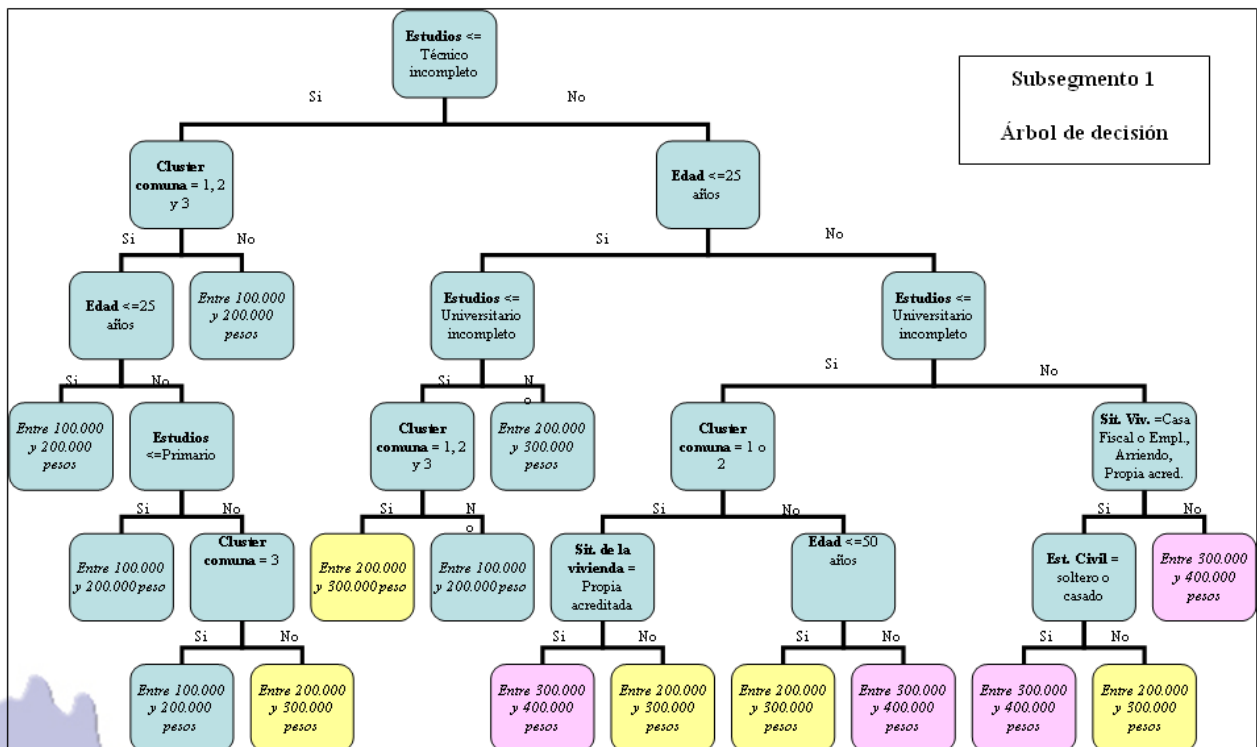 Estudios <=
Técnico
incompleto
Subsegmento 1
Árbol de decisión
Si
No
Cluster
comuna = 1, 2
y 3
Edad <=25
años
Si
No
Si
No
Edad <=25
años
Entre 100.000
y 200.000
pesos
Estudios <=
Universitario
incompleto
Estudios <=
Universitario
incompleto
Si
No
Si
N
o
Si
No
Entre 100.000
y 200.000
pesos
Estudios
<=Primario
Cluster
comuna = 1, 2
y 3
Entre 200.000
y 300.000
pesos
Cluster
comuna = 1 o
2
Sit. Viv. =Casa
Fiscal o Empl.,
Arriendo,
Propia acred.
Si
No
Si
N
o
Si
No
Si
No
Entre 100.000
y 200.000 peso
Cluster
comuna = 3
Entre 200.000
y 300.000 peso
Entre 100.000
y 200.000 peso
Sit. de la
vivienda =
Propia
acreditada
Edad <=50
años
Est. Civil =
soltero o
casado
Entre 300.000
y 400.000
pesos
Si
No
Si
No
Si
No
Si
No
Entre 100.000
y 200.000
pesos
Entre 200.000
y 300.000
pesos
Entre 300.000
y 400.000
pesos
Entre 200.000
y 300.000
pesos
Entre 200.000
y 300.000
pesos
Entre 300.000
y 400.000
pesos
Entre 300.000
y 400.000
pesos
Entre 200.000
y 300.000
pesos